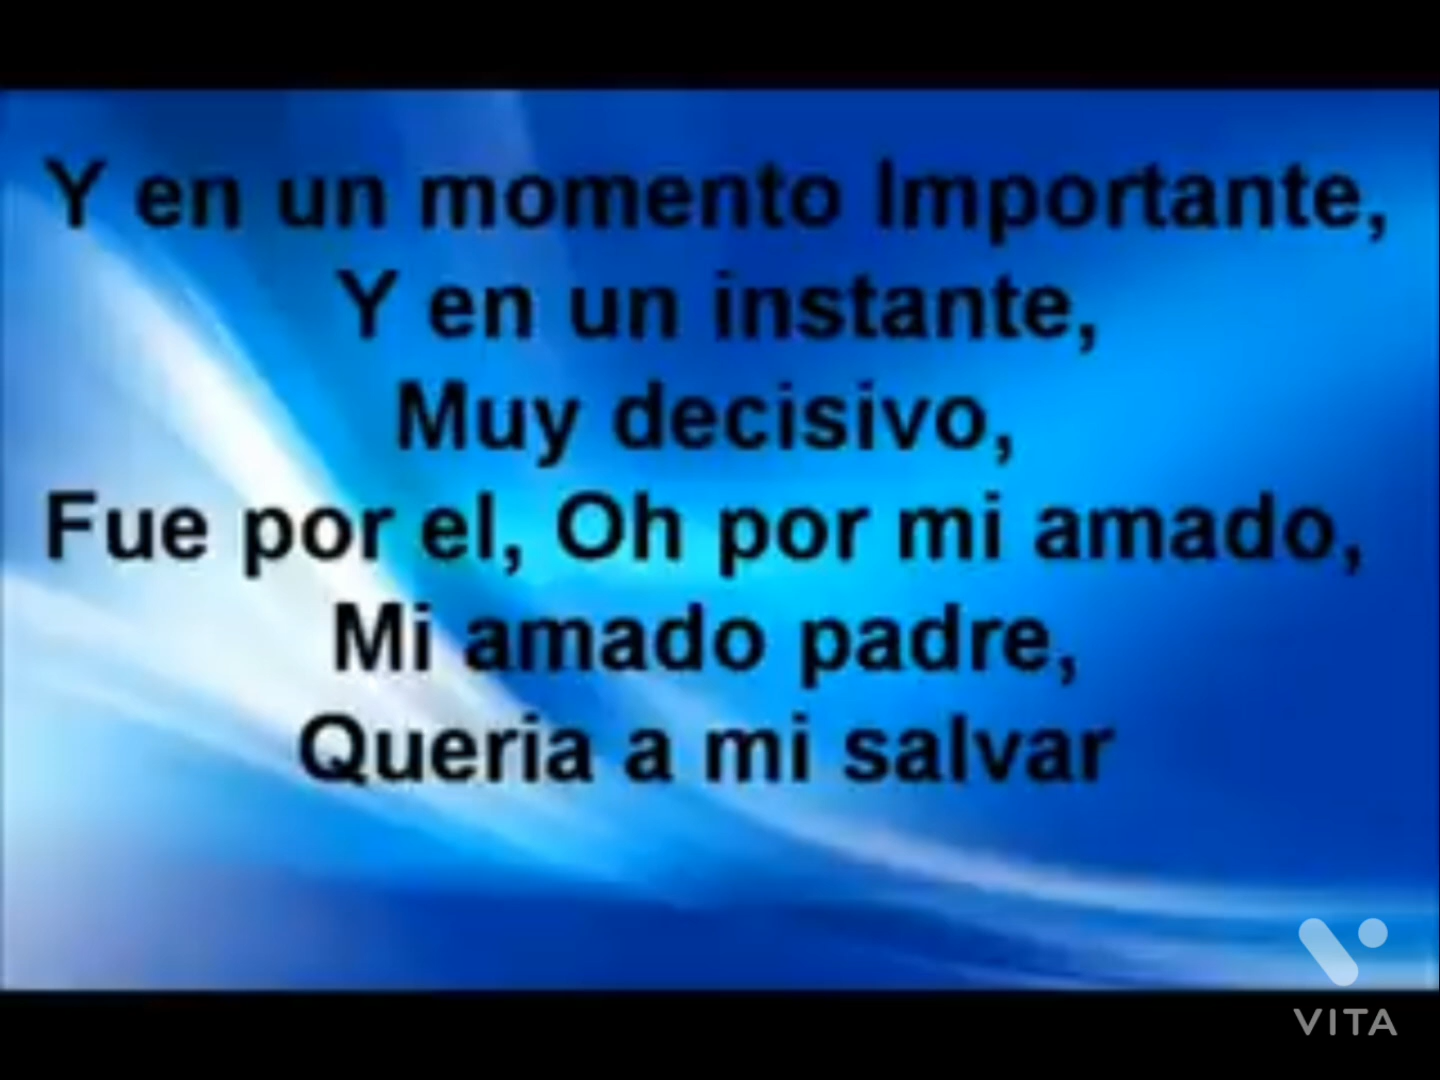 Y en un momento Importante,
Y en un instante,
Muy decisivo,
Fue por el, Oh por mi amado,
Mi amado padre,
Queria a mi salvar
VITA